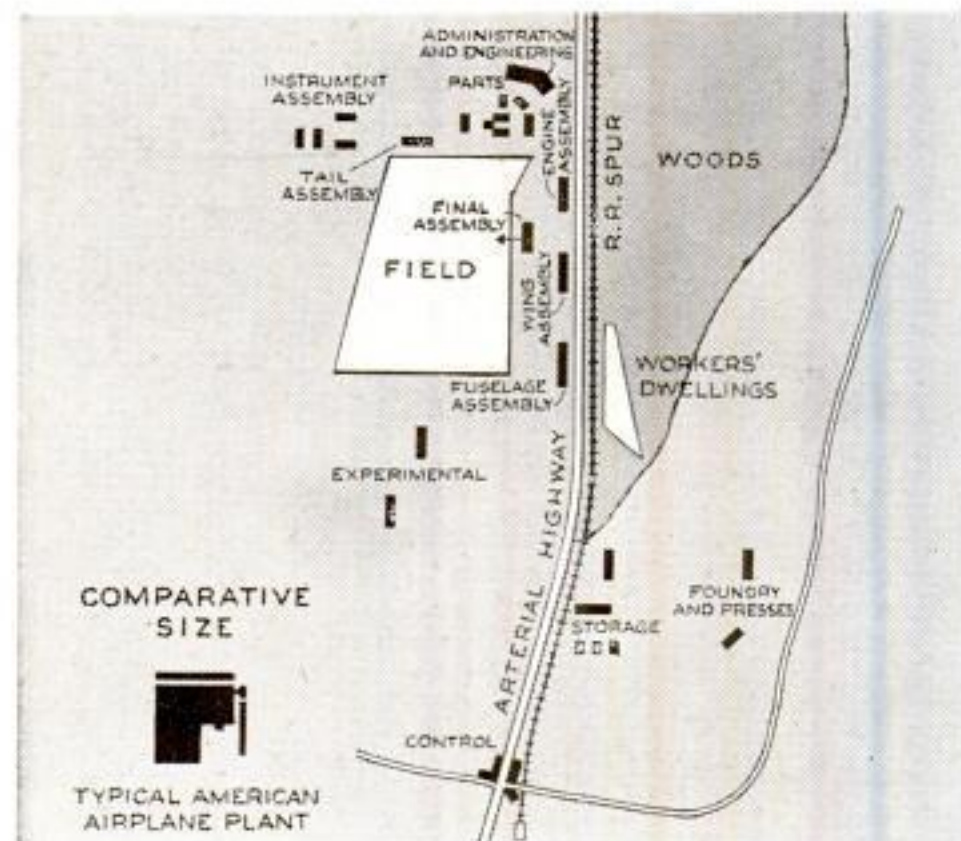 ADMINISTRATION
AND ENGINEERING
INSTRUMENT
ASSEMBLY
PARTS
ENGINE
ASSEMBLY
R. R. SPUR
WOODS
TAIL
ASSEMBLY
FINAL
ASSEMBLY
FIELD
WING
ASSEMBLY
WORKERS'
DWELLINGS
FUSELAGE
ASSEMBLY
EXPERIMENTAL
ARTERIAL HIGHWAY
FOUNDRY
AND PRESSES
STORAGE
COMPARATIVE
SIZE
CONTROL
TYPICAL AMERICAN
AIRPLANE PLANT